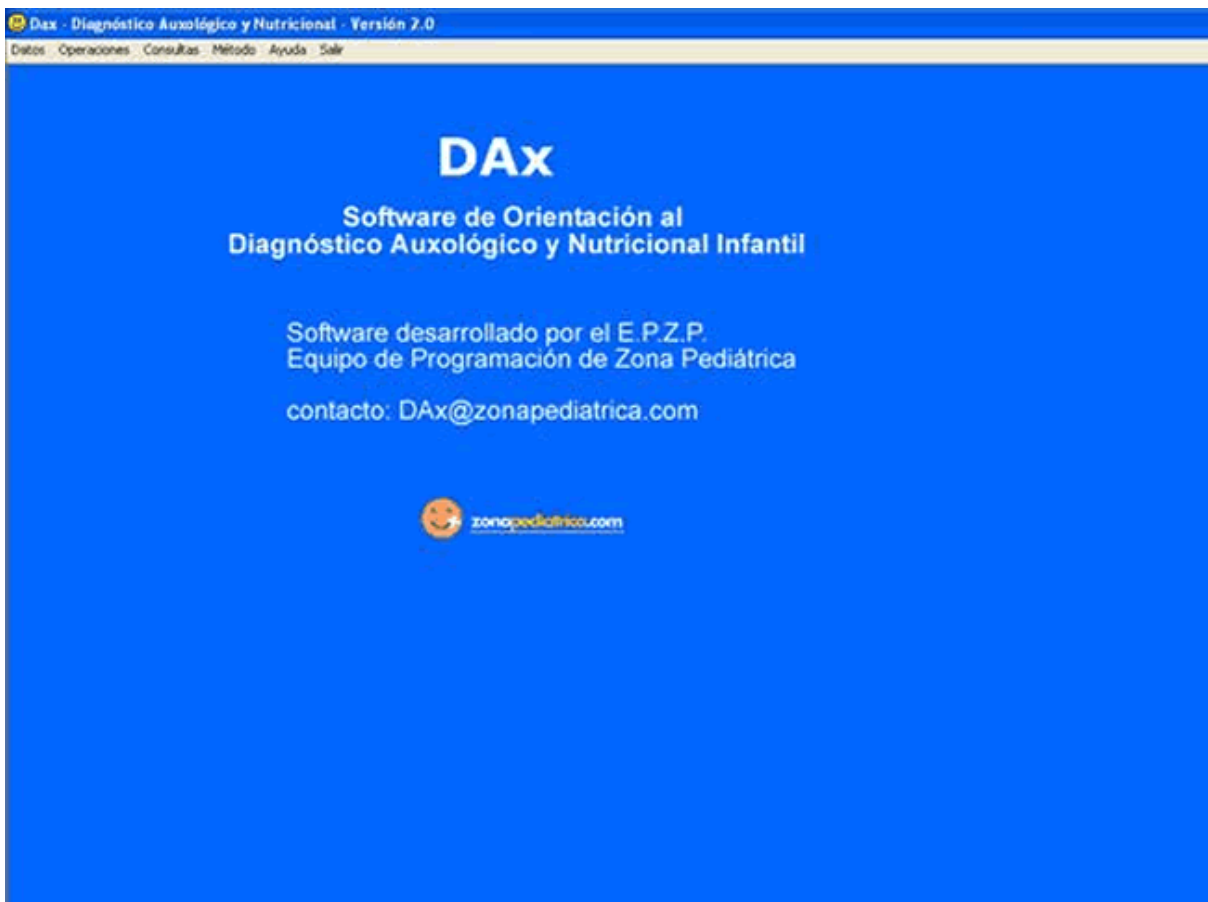 Dax - Diagnóstico Auxológico y Nutricional - Versión 2.0
Datos Operaciones Consultas Método Ayuda Salir
DAx
Software de Orientación al
Diagnóstico Auxológico y Nutricional Infantil
Software desarrollado por el E.P.Z.P.
Equipo de Programación de Zona Pediátrica
contacto: DAx@zonapediatrica.com
zonapediatrica.com